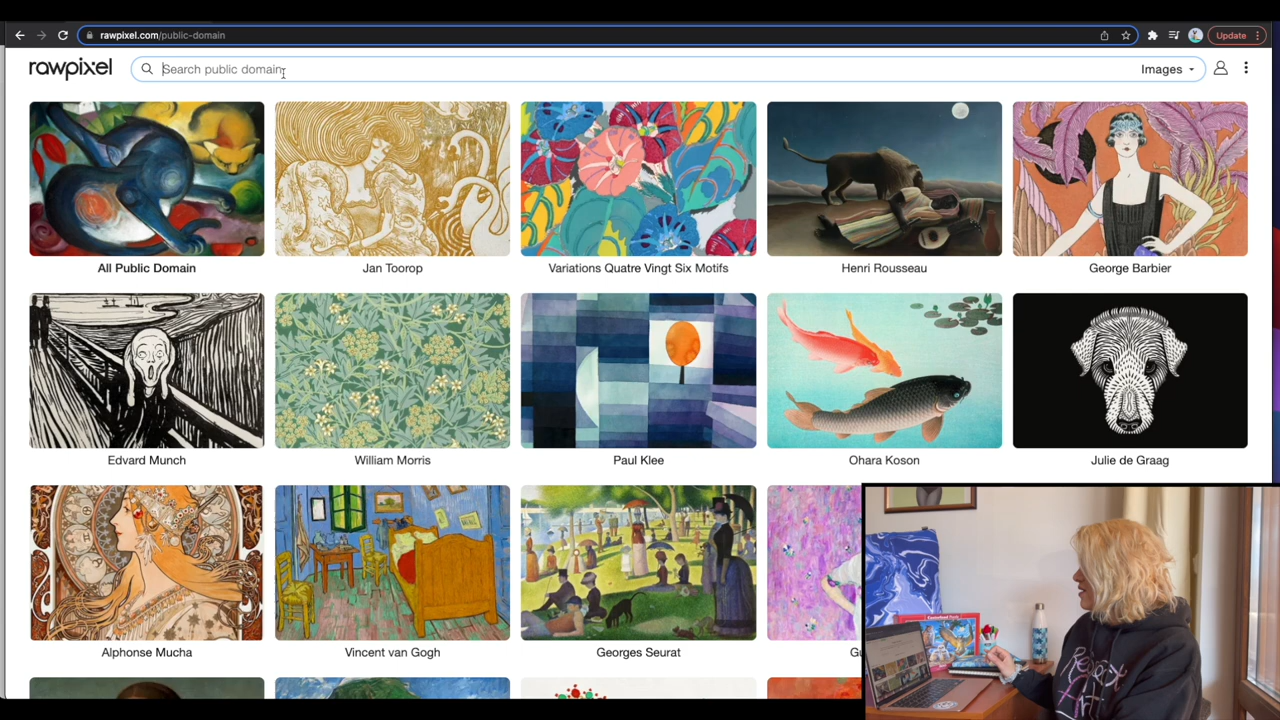 rawpixel.com/public-domain
Update
rawpixel
Search public domain
Images
All Public Domain
Jan Toorop
Variations Quatre Vingt Six Motifs
Henri Rousseau
George Barbier
Edvard Munch
William Morris
Paul Klee
Ohara Koson
Julie de Graag
Alphonse Mucha
Vincent van Gogh
Georges Seurat